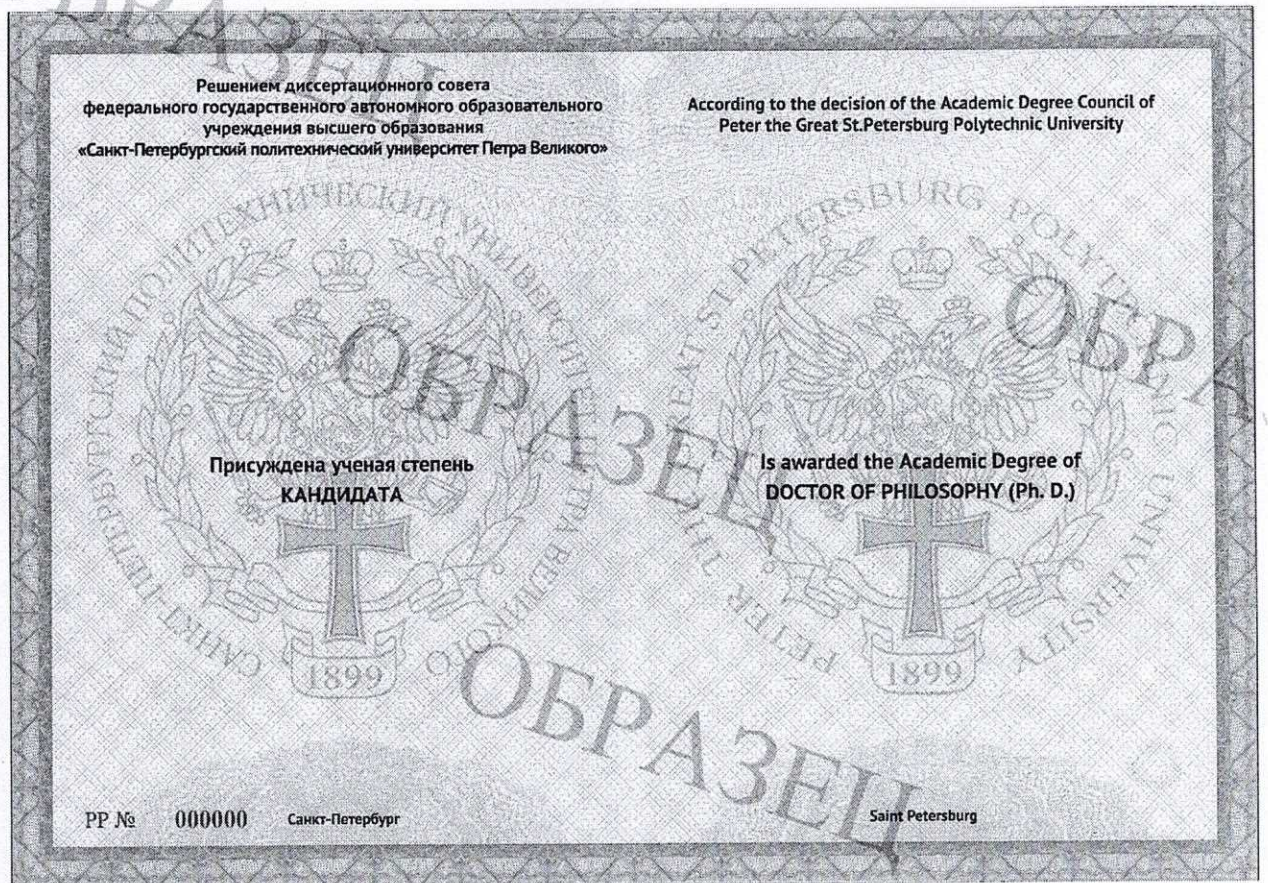 ОБРАЗЕЦ
Решением диссертационного совета
федерального государственного автономного образовательного
учреждения высшего образования
«Санкт-Петербургский политехнический университет Петра Великого»
САНКТ-ПЕТЕРБУРГСКИЙ ПОЛИТЕХНИЧЕСКИЙ УНИВЕРСИТЕТ ПЕТРА ВЕЛИКОГО
ОБРАЗЕЦ
Присуждена ученая степень
КАНДИДАТА
1899
ОБРАЗЕЦ
РР № 000000 Санкт-Петербург
According to the decision of the Academic Degree Council of
Peter the Great St.Petersburg Polytechnic University
PETER THE GREAT ST. PETERSBURG POLYTECHNIC UNIVERSITY
ОБРА
Is awarded the Academic Degree of
DOCTOR OF PHILOSOPHY (Ph. D.)
1899
Saint Petersburg